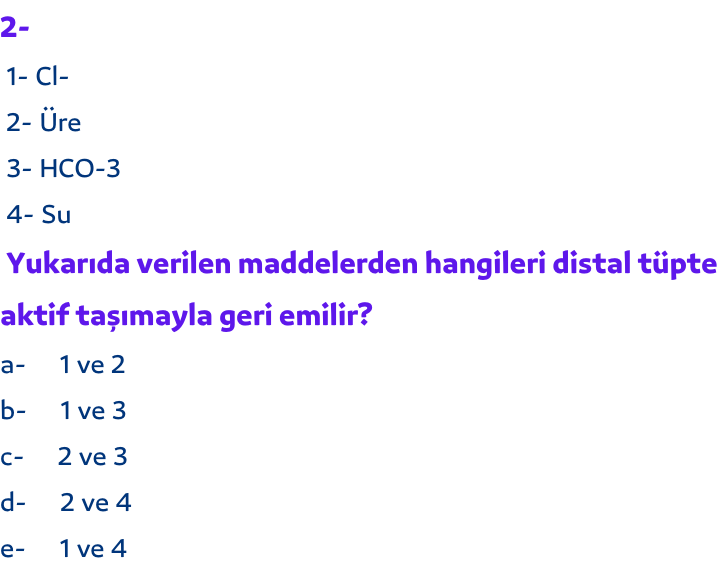 2-
1- Cl-
2- Üre
3- HCO-3
4- Su
Yukarıda verilen maddelerden hangileri distal tüpte
aktif taşımayla geri emilir?
a- 1 ve 2
b- 1 ve 3
c- 2 ve 3
d- 2 ve 4
e- 1 ve 4